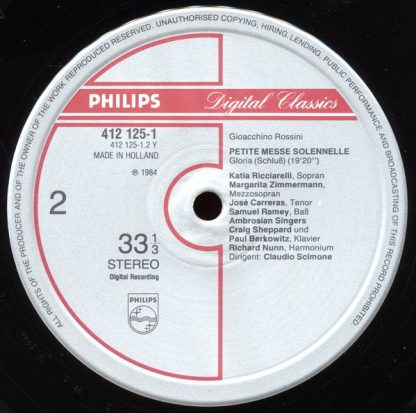 ALL RIGHTS OF THE PRODUCER AND OF THE OWNER OF THE WORK REPRODUCED RESERVED. UNAUTHORISED COPYING, HIRING, LENDING, PUBLIC PERFORMANCE AND BROADCASTING OF THIS RECORD PROHIBITED.
PHILIPS
Digital Classics
412 125-1
412 125-1.2 Y
MADE IN HOLLAND
℗ 1984
2
33 1/3
STEREO
Digital Recording
PHILIPS
Gioacchino Rossini
PETITE MESSE SOLENNELLE
Gloria (Schluß) (19'20'')
Katia Ricciarelli, Sopran
Margarita Zimmermann,
Mezzosopran
José Carreras, Tenor
Samuel Ramey, Baß
Ambrosian Singers
Craig Sheppard und
Paul Berkowitz, Klavier
Richard Nunn, Harmonium
Dirigent: Claudio Scimone